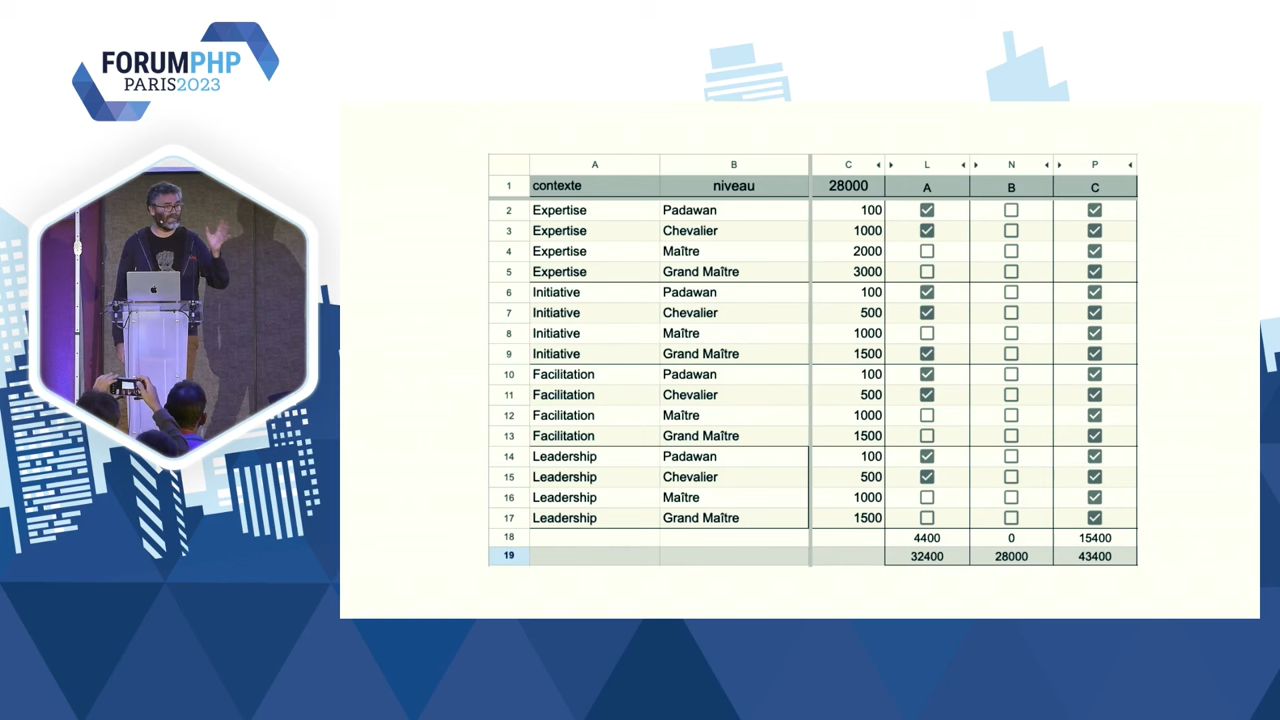 FORUMPHP
PARIS2023
A B C L N P
1 contexte niveau 28000 A B C
2 Expertise Padawan 100
3 Expertise Chevalier 1000
4 Expertise Maître 2000
5 Expertise Grand Maître 3000
6 Initiative Padawan 100
7 Initiative Chevalier 500
8 Initiative Maître 1000
9 Initiative Grand Maître 1500
10 Facilitation Padawan 100
11 Facilitation Chevalier 500
12 Facilitation Maître 1000
13 Facilitation Grand Maître 1500
14 Leadership Padawan 100
15 Leadership Chevalier 500
16 Leadership Maître 1000
17 Leadership Grand Maître 1500
18 4400 0 15400
19 32400 28000 43400